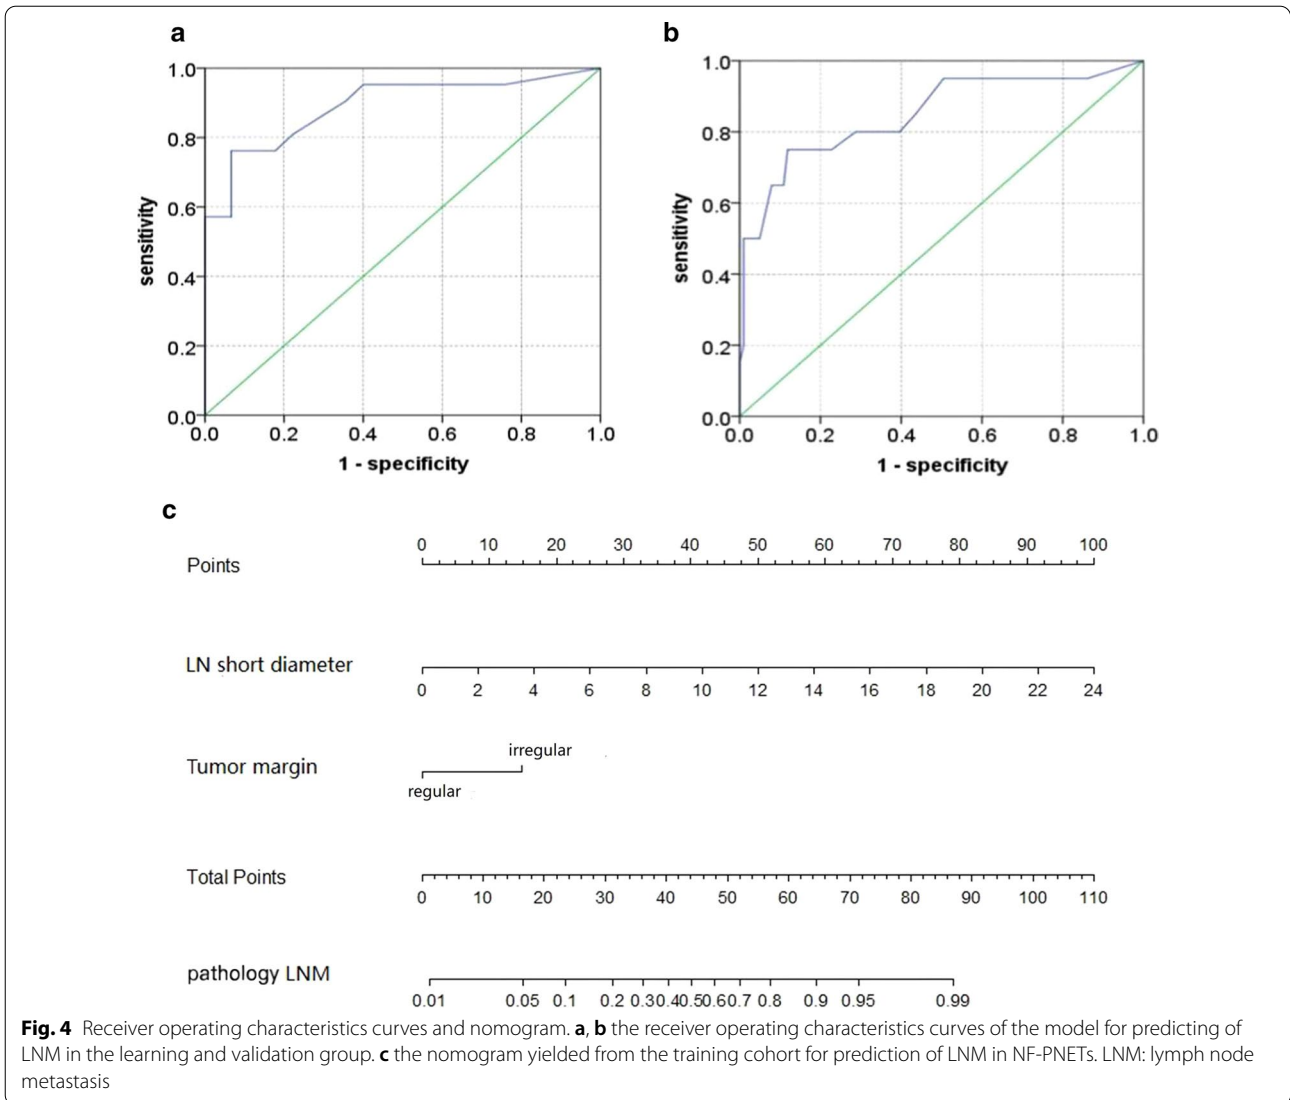 a
b
1.0
0.8
0.6
0.4
0.2
0.0
sensitivity
0.0 0.2 0.4 0.6 0.8 1.0
1 - specificity
1.0
0.8
0.6
0.4
0.2
0.0
sensitivity
0.0 0.2 0.4 0.6 0.8 1.0
1 - specificity
c
0 10 20 30 40 50 60 70 80 90 100
Points
LN short diameter
0 2 4 6 8 10 12 14 16 18 20 22 24
irregular
Tumor margin
regular
Total Points
0 10 20 30 40 50 60 70 80 90 100 110
pathology LNM
0.01 0.05 0.1 0.2 0.3 0.4 0.5 0.6 0.7 0.8 0.9 0.95 0.99
Fig. 4 Receiver operating characteristics curves and nomogram. a, b the receiver operating characteristics curves of the model for predicting of
LNM in the learning and validation group. c the nomogram yielded from the training cohort for prediction of LNM in NF-PNETs. LNM: lymph node
metastasis